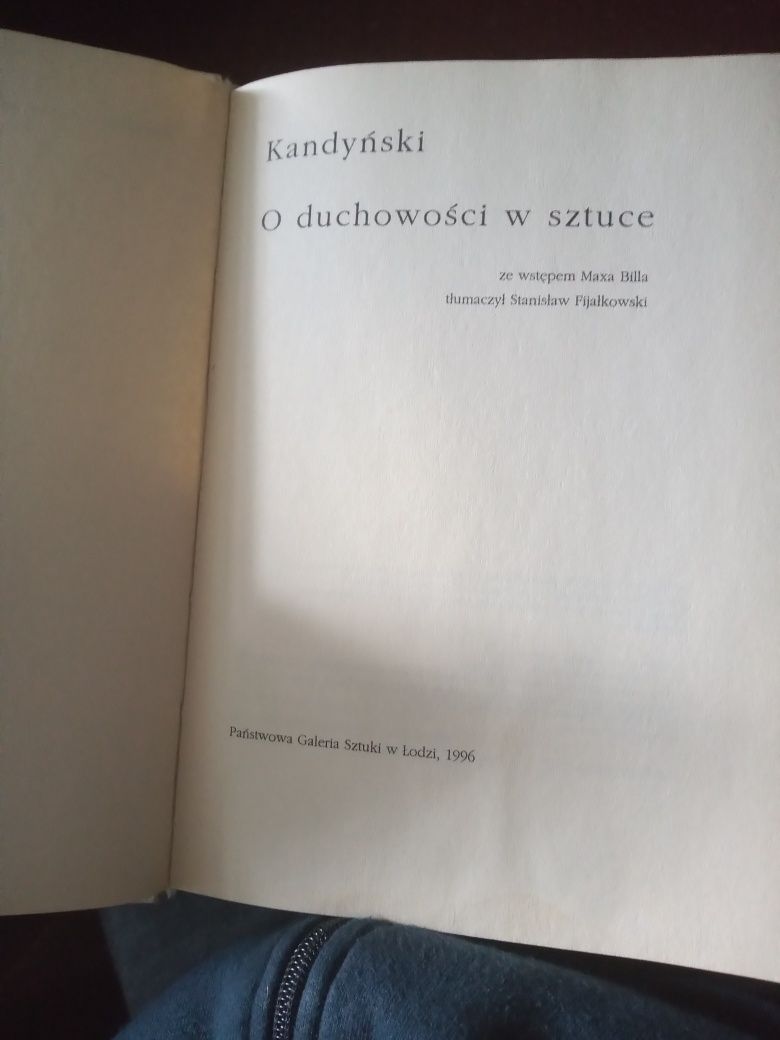 Kandyński
O duchowości w sztuce
ze wstępem Maxa Billa
tłumaczył Stanisław Fijałkowski
Państwowa Galeria Sztuki w Łodzi, 1996